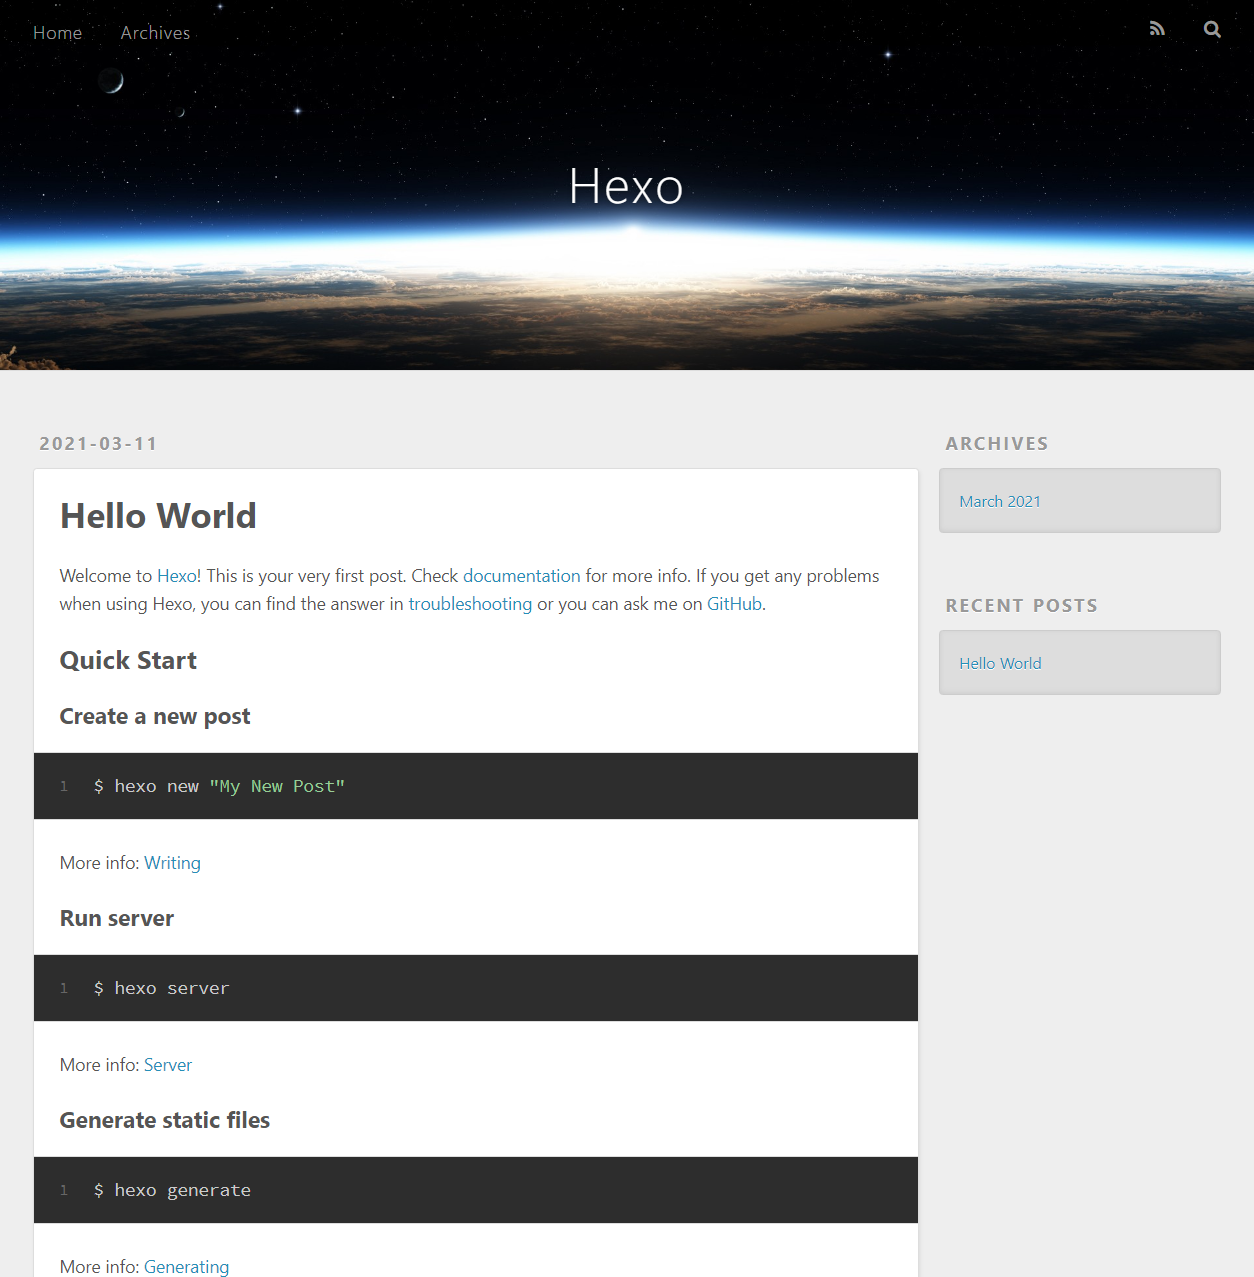 Home Archives
Hexo
2021-03-11
Hello World
Welcome to Hexo! This is your very first post. Check documentation for more info. If you get any problems
when using Hexo, you can find the answer in troubleshooting or you can ask me on GitHub.
Quick Start
Create a new post
1 $ hexo new "My New Post"
More info: Writing
Run server
1 $ hexo server
More info: Server
Generate static files
1 $ hexo generate
More info: Generating
ARCHIVES
March 2021
RECENT POSTS
Hello World